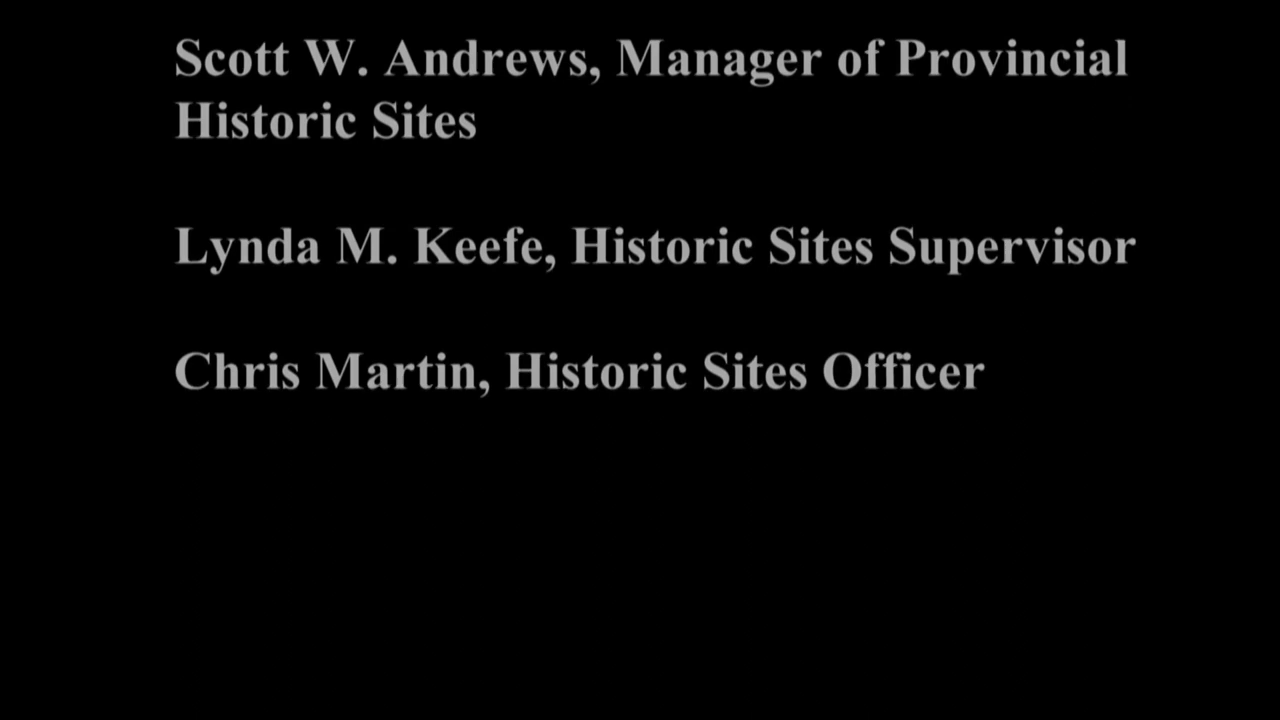 Scott W. Andrews, Manager of Provincial
Historic Sites
Lynda M. Keefe, Historic Sites Supervisor
Chris Martin, Historic Sites Officer